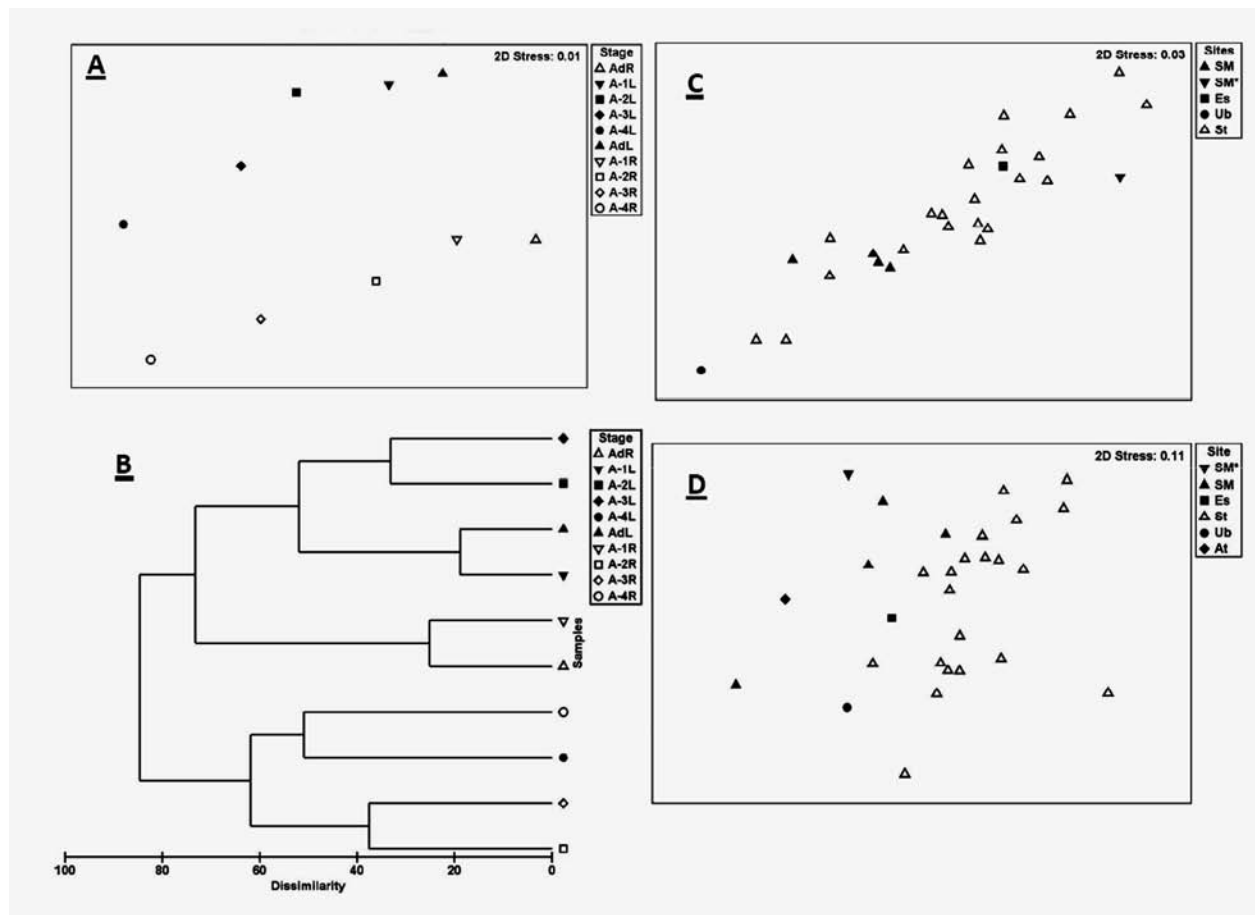 A
2D Stress: 0.01
Stage
AdR
A-1L
A-2L
A-3L
A-4L
AdL
A-1R
A-2R
A-3R
A-4R
C
2D Stress: 0.03
Sites
SM
SM*
Es
Ub
St
B
Stage
AdR
A-1L
A-2L
A-3L
A-4L
AdL
A-1R
A-2R
A-3R
A-4R
Samples
100 80 60 40 20 0
Dissimilarity
D
2D Stress: 0.11
Site
SM*
SM
Es
St
Ub
At